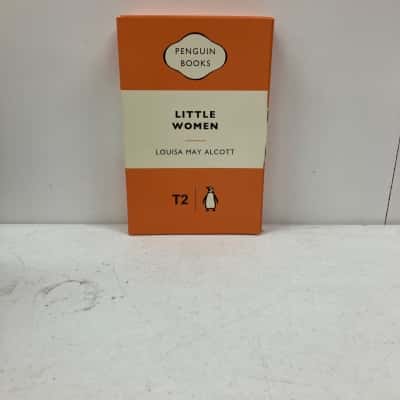 PENGUIN
BOOKS
LITTLE
WOMEN
LOUISA MAY ALCOTT
T2